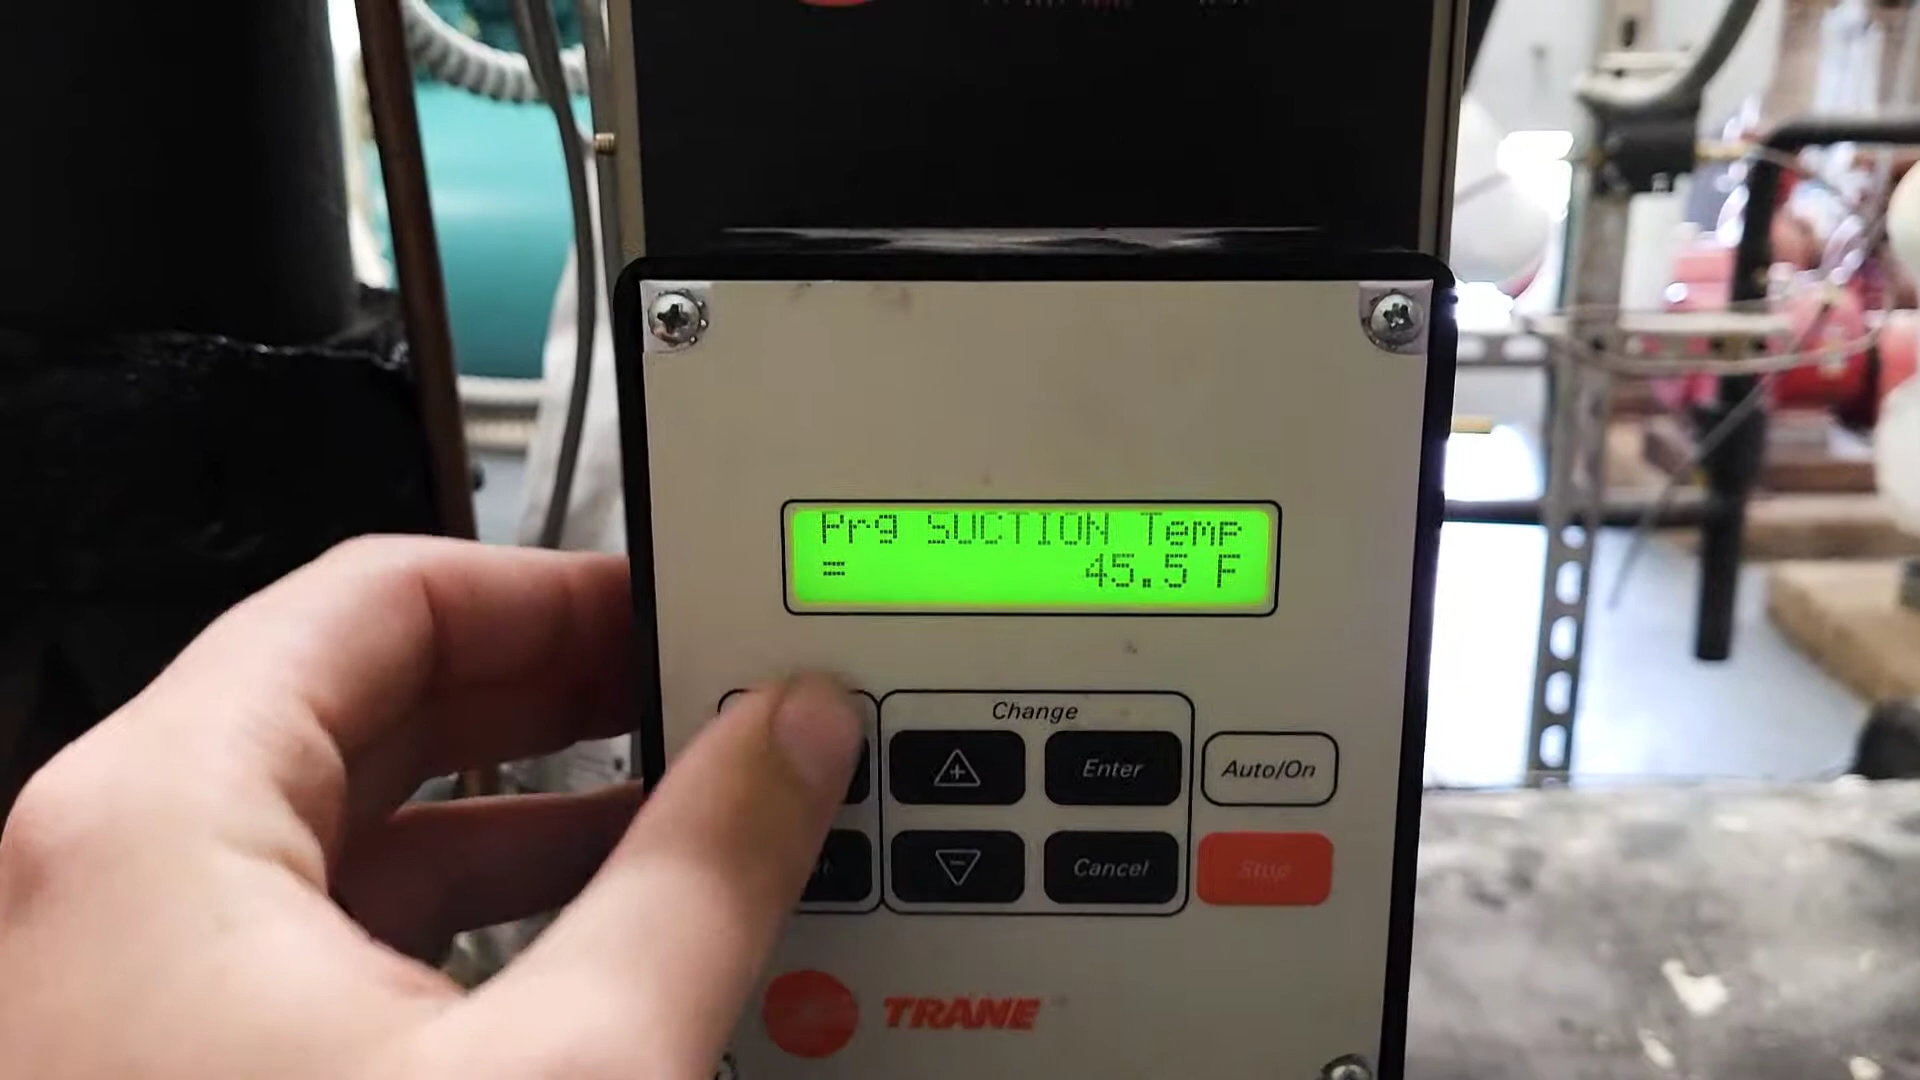 Prg SUCTION Temp
= 45.5 F
Change
+
Enter
Auto/On
-
Cancel
Stop
TRANE